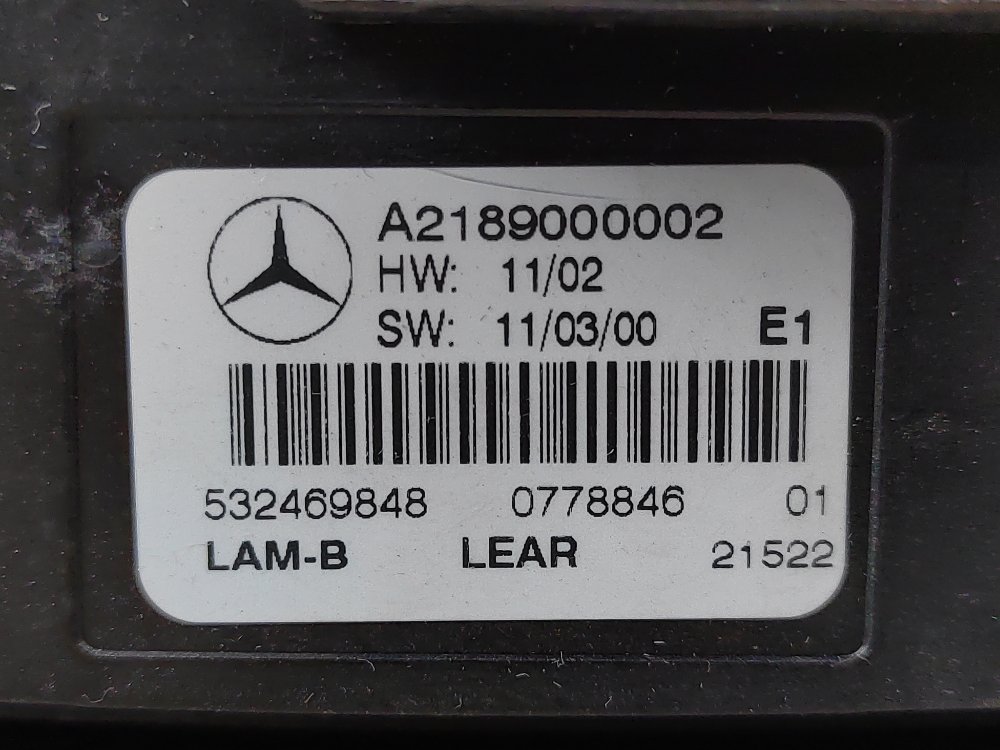 A2189000002
HW: 11/02
SW: 11/03/00 E1
532469848 0778846 01
LAM-B LEAR 21522